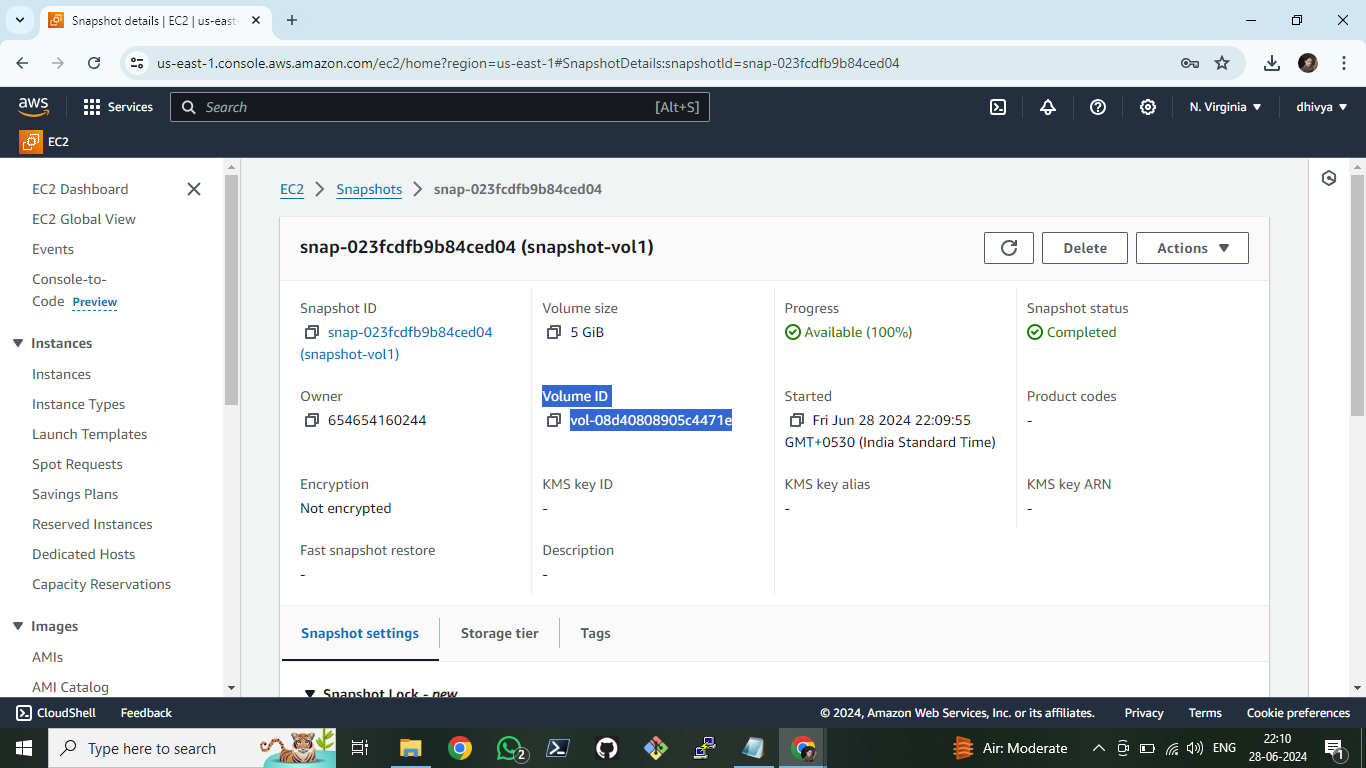 Snapshot details | EC2 | us-east-
us-east-1.console.aws.amazon.com/ec2/home?region=us-east-1#SnapshotDetails:snapshotId=snap-023fcdfb9b84ced04
aws
Services
Search
[Alt+S]
N. Virginia
dhivya
EC2
EC2 Dashboard
EC2 Global View
Events
Console-to-
Code Preview
Instances
Instances
Instance Types
Launch Templates
Spot Requests
Savings Plans
Reserved Instances
Dedicated Hosts
Capacity Reservations
Images
AMIs
AMI Catalog
EC2
Snapshots
snap-023fcdfb9b84ced04
snap-023fcdfb9b84ced04 (snapshot-vol1)
Delete
Actions
Snapshot ID
snap-023fcdfb9b84ced04
(snapshot-vol1)
Volume size
5 GiB
Progress
Available (100%)
Snapshot status
Completed
Owner
654654160244
Volume ID
vol-08d40808905c4471e
Started
Fri Jun 28 2024 22:09:55
GMT+0530 (India Standard Time)
Product codes
-
Encryption
Not encrypted
KMS key ID
-
KMS key alias
-
KMS key ARN
-
Fast snapshot restore
-
Description
-
Snapshot settings
Storage tier
Tags
Snapshot Lock - new
CloudShell
Feedback
© 2024, Amazon Web Services, Inc. or its affiliates.
Privacy
Terms
Cookie preferences
Type here to search
2
Air: Moderate
ENG
22:10
28-06-2024
1